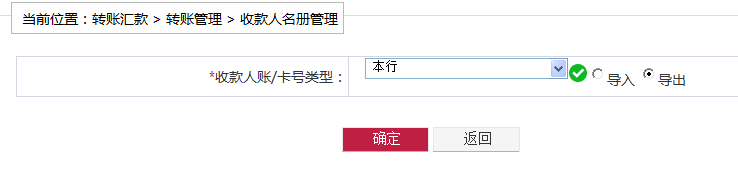 当前位置：转账汇款 > 转账管理 > 收款人名册管理
*收款人账/卡号类型： 本行 导入 导出
确定 返回